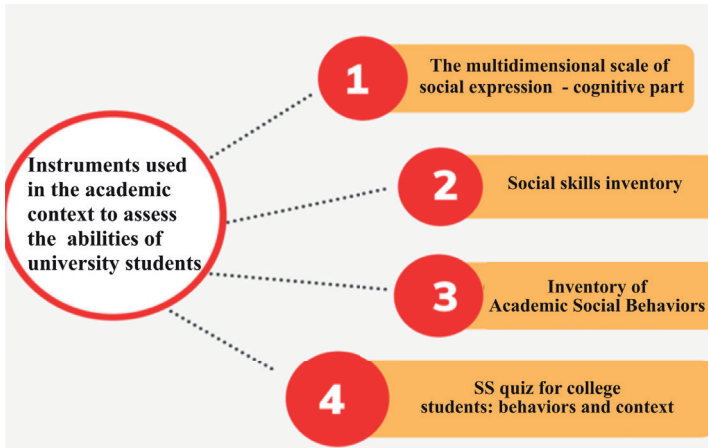 Instruments used
in the academic
context to assess
the abilities of
university students
1
The multidimensional scale of
social expression - cognitive part
2
Social skills inventory
3
Inventory of
Academic Social Behaviors
4
SS quiz for college
students: behaviors and context